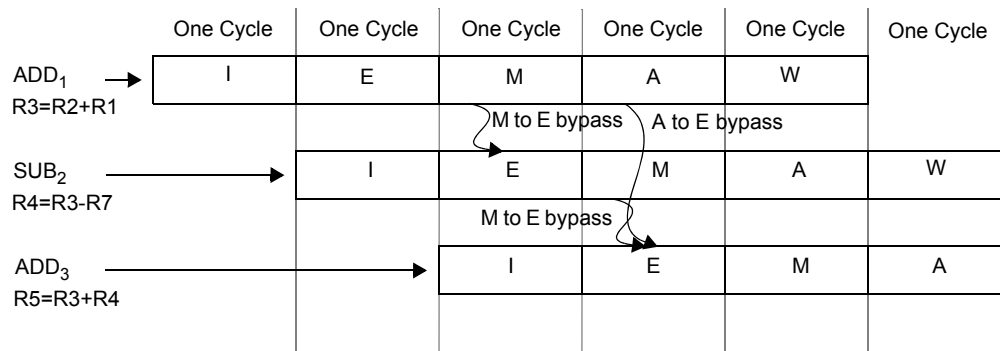 One Cycle One Cycle One Cycle One Cycle One Cycle One Cycle
ADD1 I E M A W
R3=R2+R1
M to E bypass A to E bypass
SUB2 I E M A W
R4=R3-R7
M to E bypass
ADD3 I E M A
R5=R3+R4